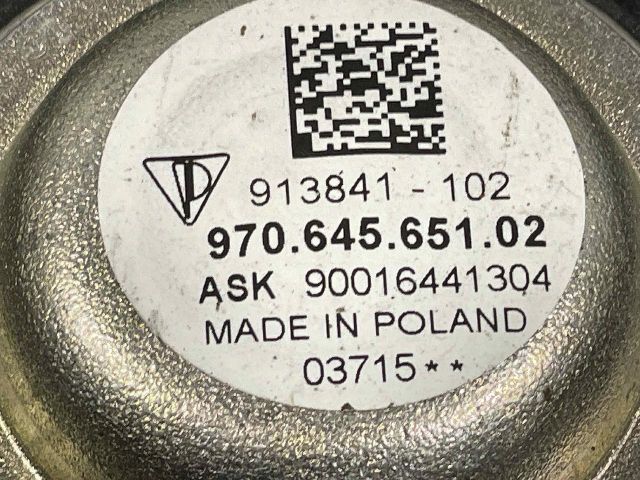 913841 - 102
970.645.651.02
ASK 90016441304
MADE IN POLAND
03715**